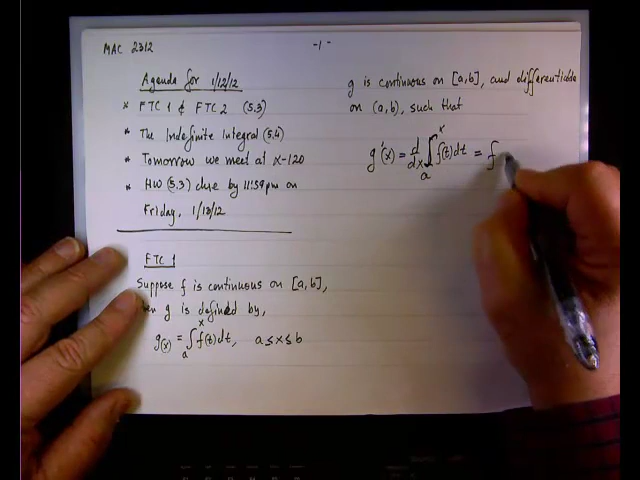 MAC 2312
-1-
Agenda for 1/12/12
* FTC 1 & FTC 2 (5.3)
* The Indefinite Integral (5.4)
* Tomorrow we meet at X-120
* HW (5.3) due by 11:59pm on
Friday, 1/13/12
FTC 1
Suppose f is continuous on [a,b],
g is defined by,
g(x) = ∫ₐˣ f(t)dt, a ≤ x ≤ b
g is continuous on [a,b], and differentiable
on (a,b), such that
g'(x) = d/dx ∫ₐˣ f(t)dt = f